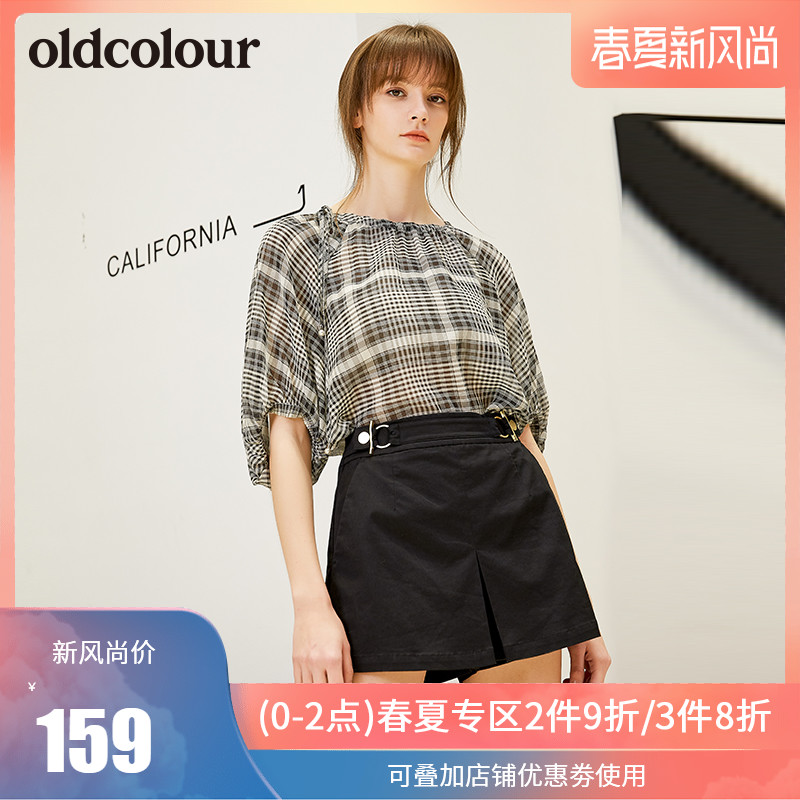 oldcolour
春夏新风尚
CALIFORNIA
新风尚价
¥
159
(0-2点)春夏专区2件9折/3件8折
可叠加店铺优惠劵使用